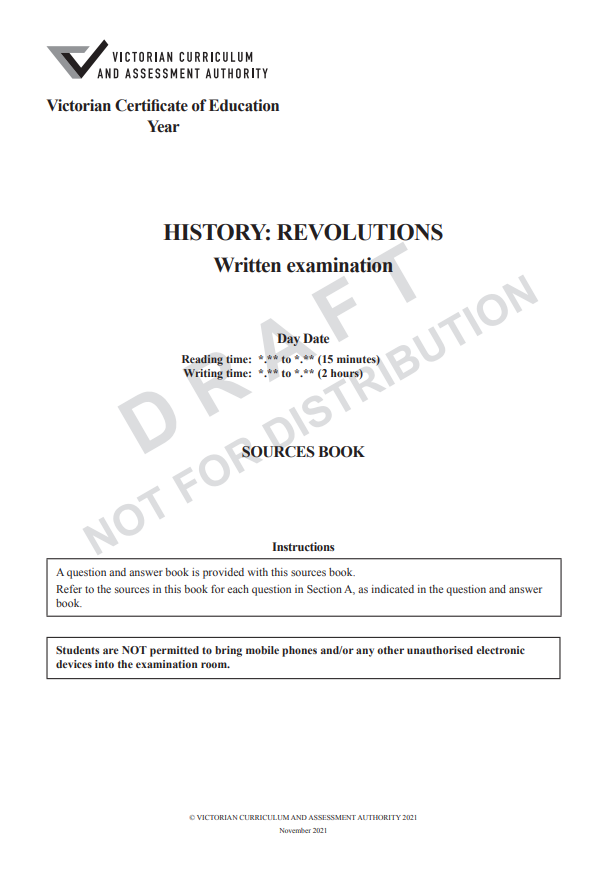 VICTORIAN CURRICULUM
AND ASSESSMENT AUTHORITY
Victorian Certificate of Education
Year
HISTORY: REVOLUTIONS
Written examination
Day Date
Reading time: *.** to *.** (15 minutes)
Writing time: *.** to *.** (2 hours)
DRAFT
NOT FOR DISTRIBUTION
SOURCES BOOK
Instructions
A question and answer book is provided with this sources book.
Refer to the sources in this book for each question in Section A, as indicated in the question and answer
book.
Students are NOT permitted to bring mobile phones and/or any other unauthorised electronic
devices into the examination room.
© VICTORIAN CURRICULUM AND ASSESSMENT AUTHORITY 2021
November 2021